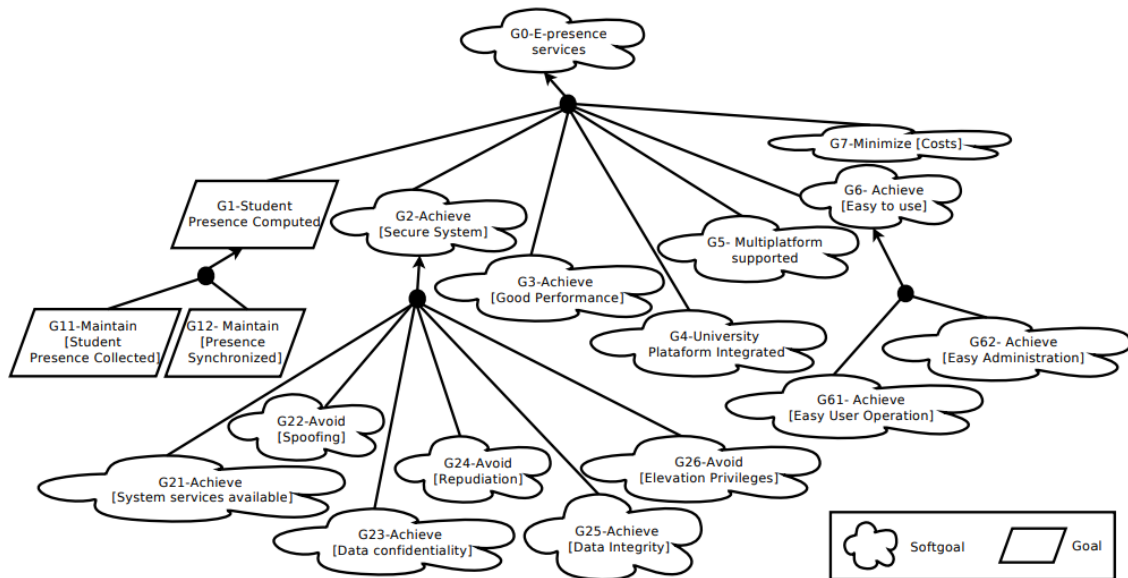 G0-E-presence
services
G7-Minimize [Costs]
G1-Student
Presence Computed
G2-Achieve
[Secure System]
G6- Achieve
[Easy to use]
G5- Multiplatform
supported
G3-Achieve
[Good Performance]
G11-Maintain
[Student
Presence Collected]
G12- Maintain
[Presence
Synchronized]
G4-University
Plataform Integrated
G62- Achieve
[Easy Administration]
G61- Achieve
[Easy User Operation]
G22-Avoid
[Spoofing]
G24-Avoid
[Repudiation]
G26-Avoid
[Elevation Privileges]
G21-Achieve
[System services available]
G23-Achieve
[Data confidentiality]
G25-Achieve
[Data Integrity]
Softgoal
Goal